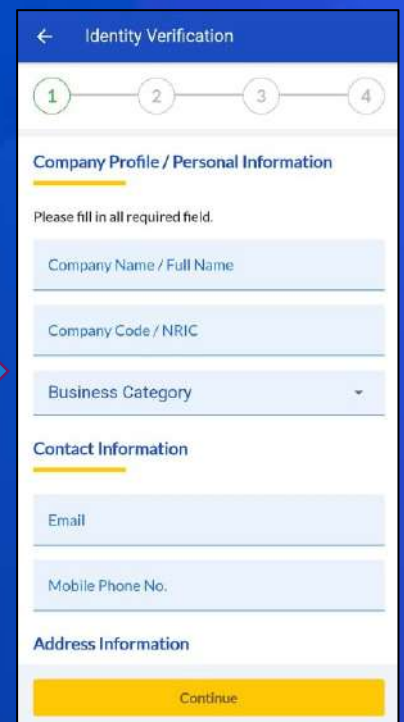 Identity Verification
1 2 3 4
Company Profile / Personal Information
Please fill in all required field.
Company Name / Full Name
Company Code / NRIC
Business Category
Contact Information
Email
Mobile Phone No.
Address Information
Continue